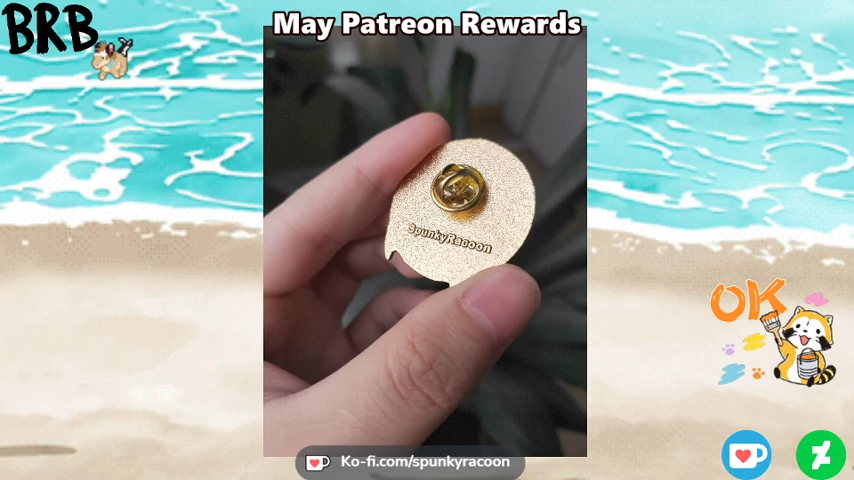 BRB
May Patreon Rewards
SpunkyRacoon
OK
Ko-fi.com/spunkyracoon